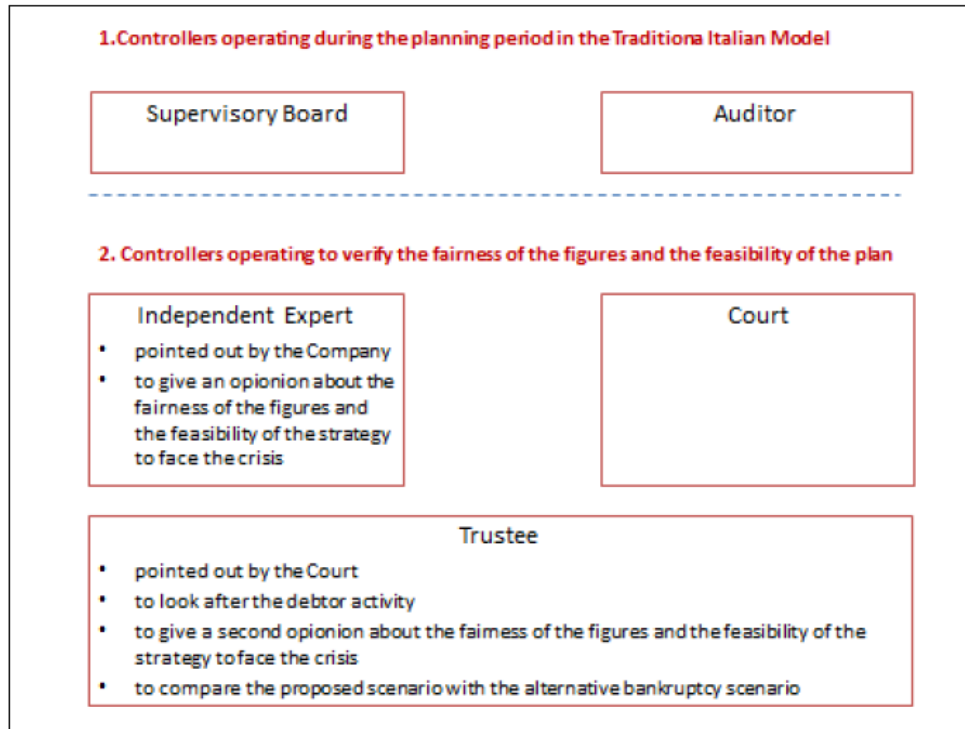 1.Controllers operating during the planning period in the Traditiona Italian Model
Supervisory Board
Auditor
2. Controllers operating to verify the fairness of the figures and the feasibility of the plan
Independent Expert
• pointed out by the Company
• to give an opionion about the
fairness of the figures and
the feasibility of the strategy
to face the crisis
Court
Trustee
• pointed out by the Court
• to look after the debtor activity
• to give a second opionion about the fairness of the figures and the feasibility of the
strategy to face the crisis
• to compare the proposed scenario with the alternative bankruptcy scenario